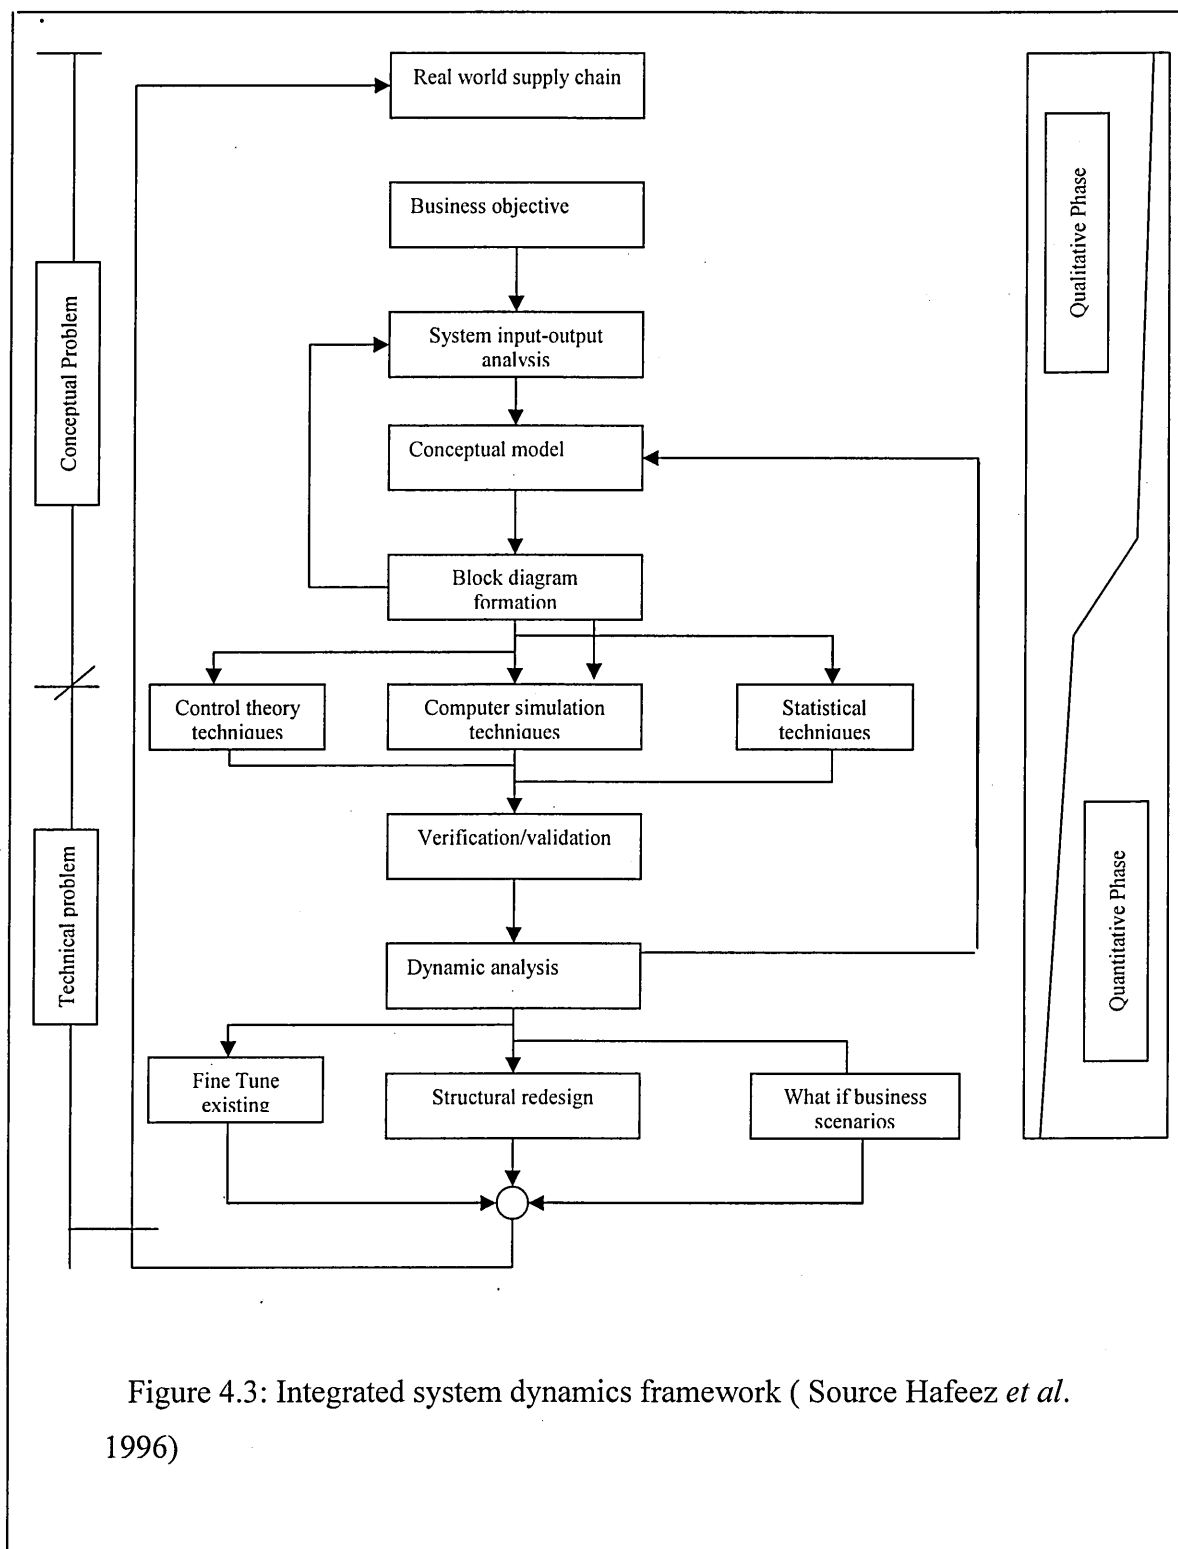 Real world supply chain
Business objective
System input-output
analysis
Conceptual model
Block diagram
formation
Control theory
techniques
Computer simulation
techniques
Statistical
techniques
Verification/validation
Dynamic analysis
Fine Tune
existing
Structural redesign
What if business
scenarios
Conceptual Problem
Technical problem
Qualitative Phase
Quantitative Phase
Figure 4.3: Integrated system dynamics framework ( Source Hafeez et al.
1996)